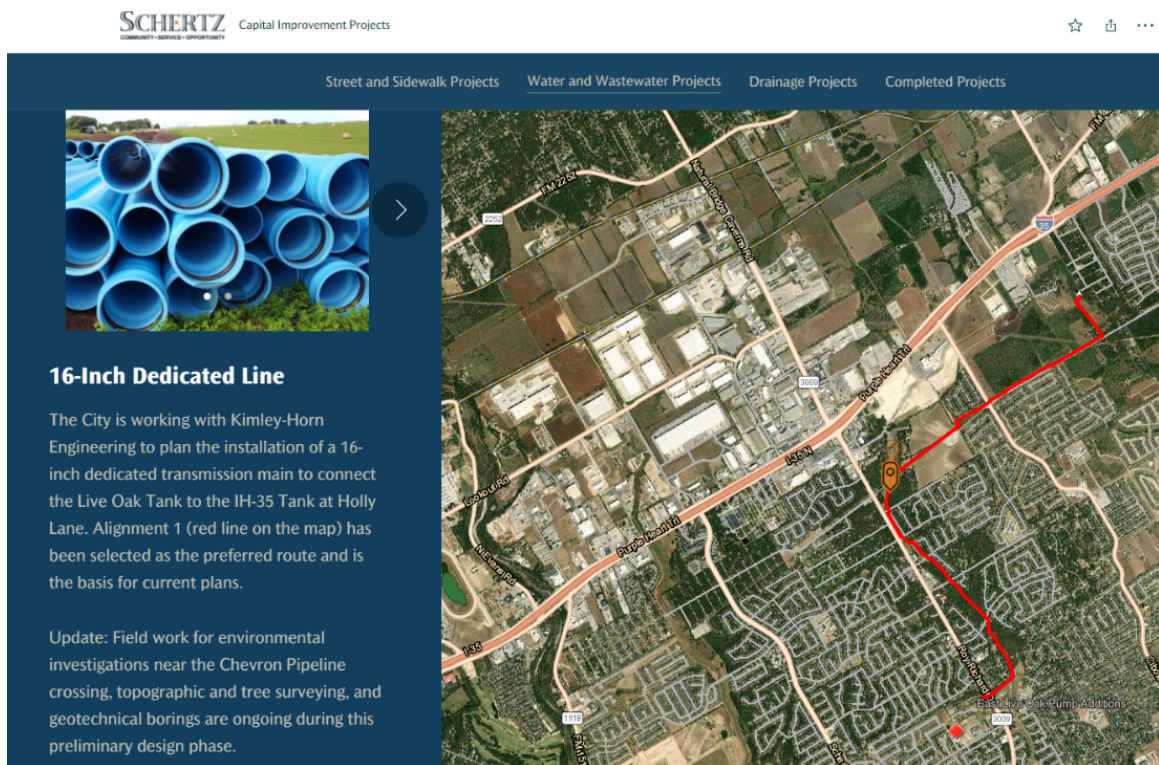 SCHERTZ
COMMUNITY • SERVICE • OPPORTUNITY
Capital Improvement Projects
Street and Sidewalk Projects
Water and Wastewater Projects
Drainage Projects
Completed Projects
16-Inch Dedicated Line
The City is working with Kimley-Horn
Engineering to plan the installation of a 16-
inch dedicated transmission main to connect
the Live Oak Tank to the IH-35 Tank at Holly
Lane. Alignment 1 (red line on the map) has
been selected as the preferred route and is
the basis for current plans.
Update: Field work for environmental
investigations near the Chevron Pipeline
crossing, topographic and tree surveying, and
geotechnical borings are ongoing during this
preliminary design phase.
FM 2252
2252
Natural Bridge Caverns Rd
35
3009
Purple Heart Trl
I-35 N
Lookout Rd
N Evans Rd
Purple Heart Trl
I-35
1518
Roy Richard
East Live Oak Pump Additions
3009